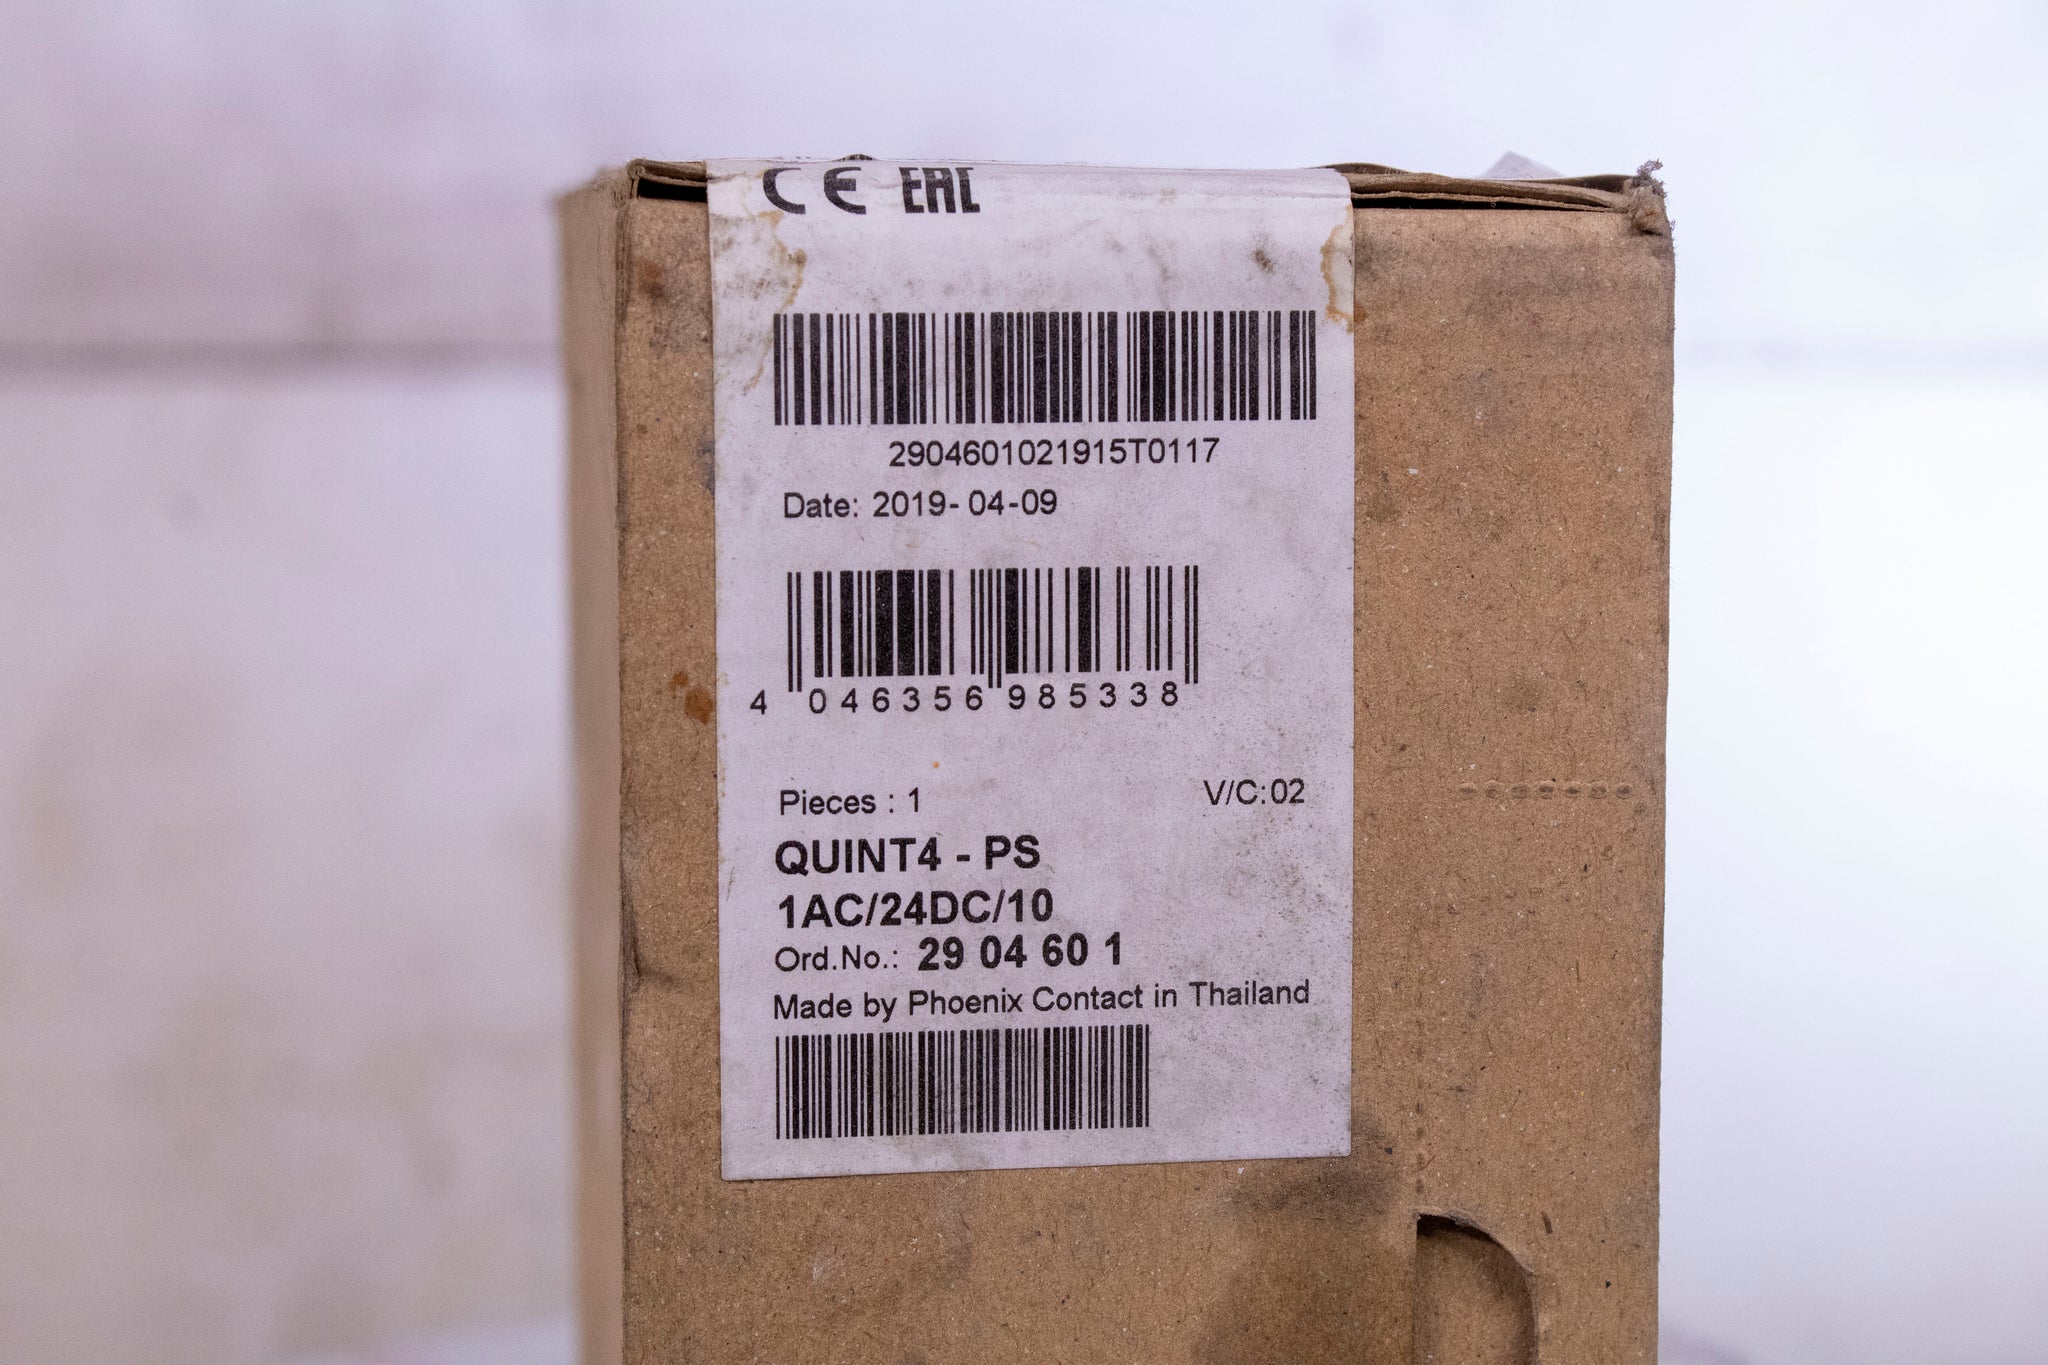 CE EAC
2904601021915T0117
Date: 2019-04-09
4 046356 985338
Pieces : 1 V/C:02
QUINT4 - PS
1AC/24DC/10
Ord.No.: 29 04 60 1
Made by Phoenix Contact in Thailand